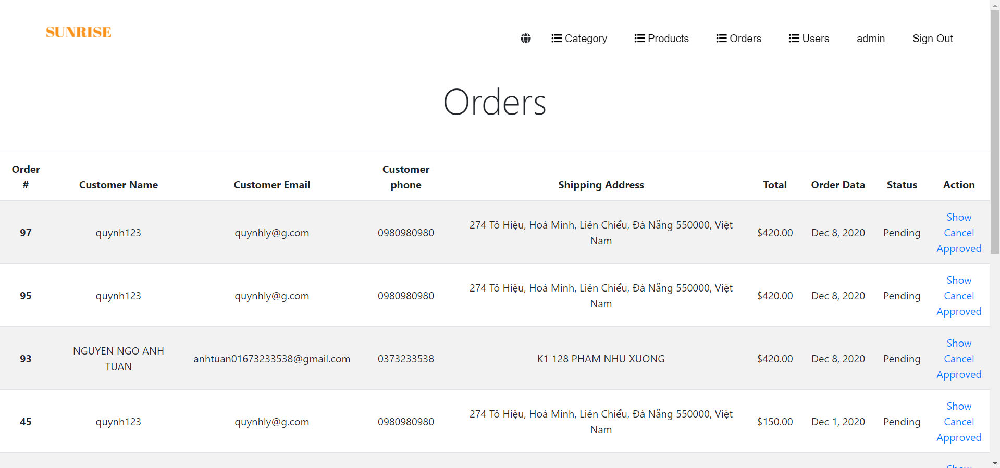 SUNRISE
Category Products Orders Users admin Sign Out
Orders
Order # Customer Name Customer Email Customer phone Shipping Address Total Order Data Status Action
97 quynh123 quynhly@g.com 0980980980 274 Tô Hiệu, Hoà Minh, Liên Chiểu, Đà Nẵng 550000, Việt Nam $420.00 Dec 8, 2020 Pending Show Cancel Approved
95 quynh123 quynhly@g.com 0980980980 274 Tô Hiệu, Hoà Minh, Liên Chiểu, Đà Nẵng 550000, Việt Nam $420.00 Dec 8, 2020 Pending Show Cancel Approved
93 NGUYEN NGO ANH TUAN anhtuan01673233538@gmail.com 0373233538 K1 128 PHAM NHU XUONG $420.00 Dec 8, 2020 Pending Show Cancel Approved
45 quynh123 quynhly@g.com 0980980980 274 Tô Hiệu, Hoà Minh, Liên Chiểu, Đà Nẵng 550000, Việt Nam $150.00 Dec 1, 2020 Pending Show Cancel Approved